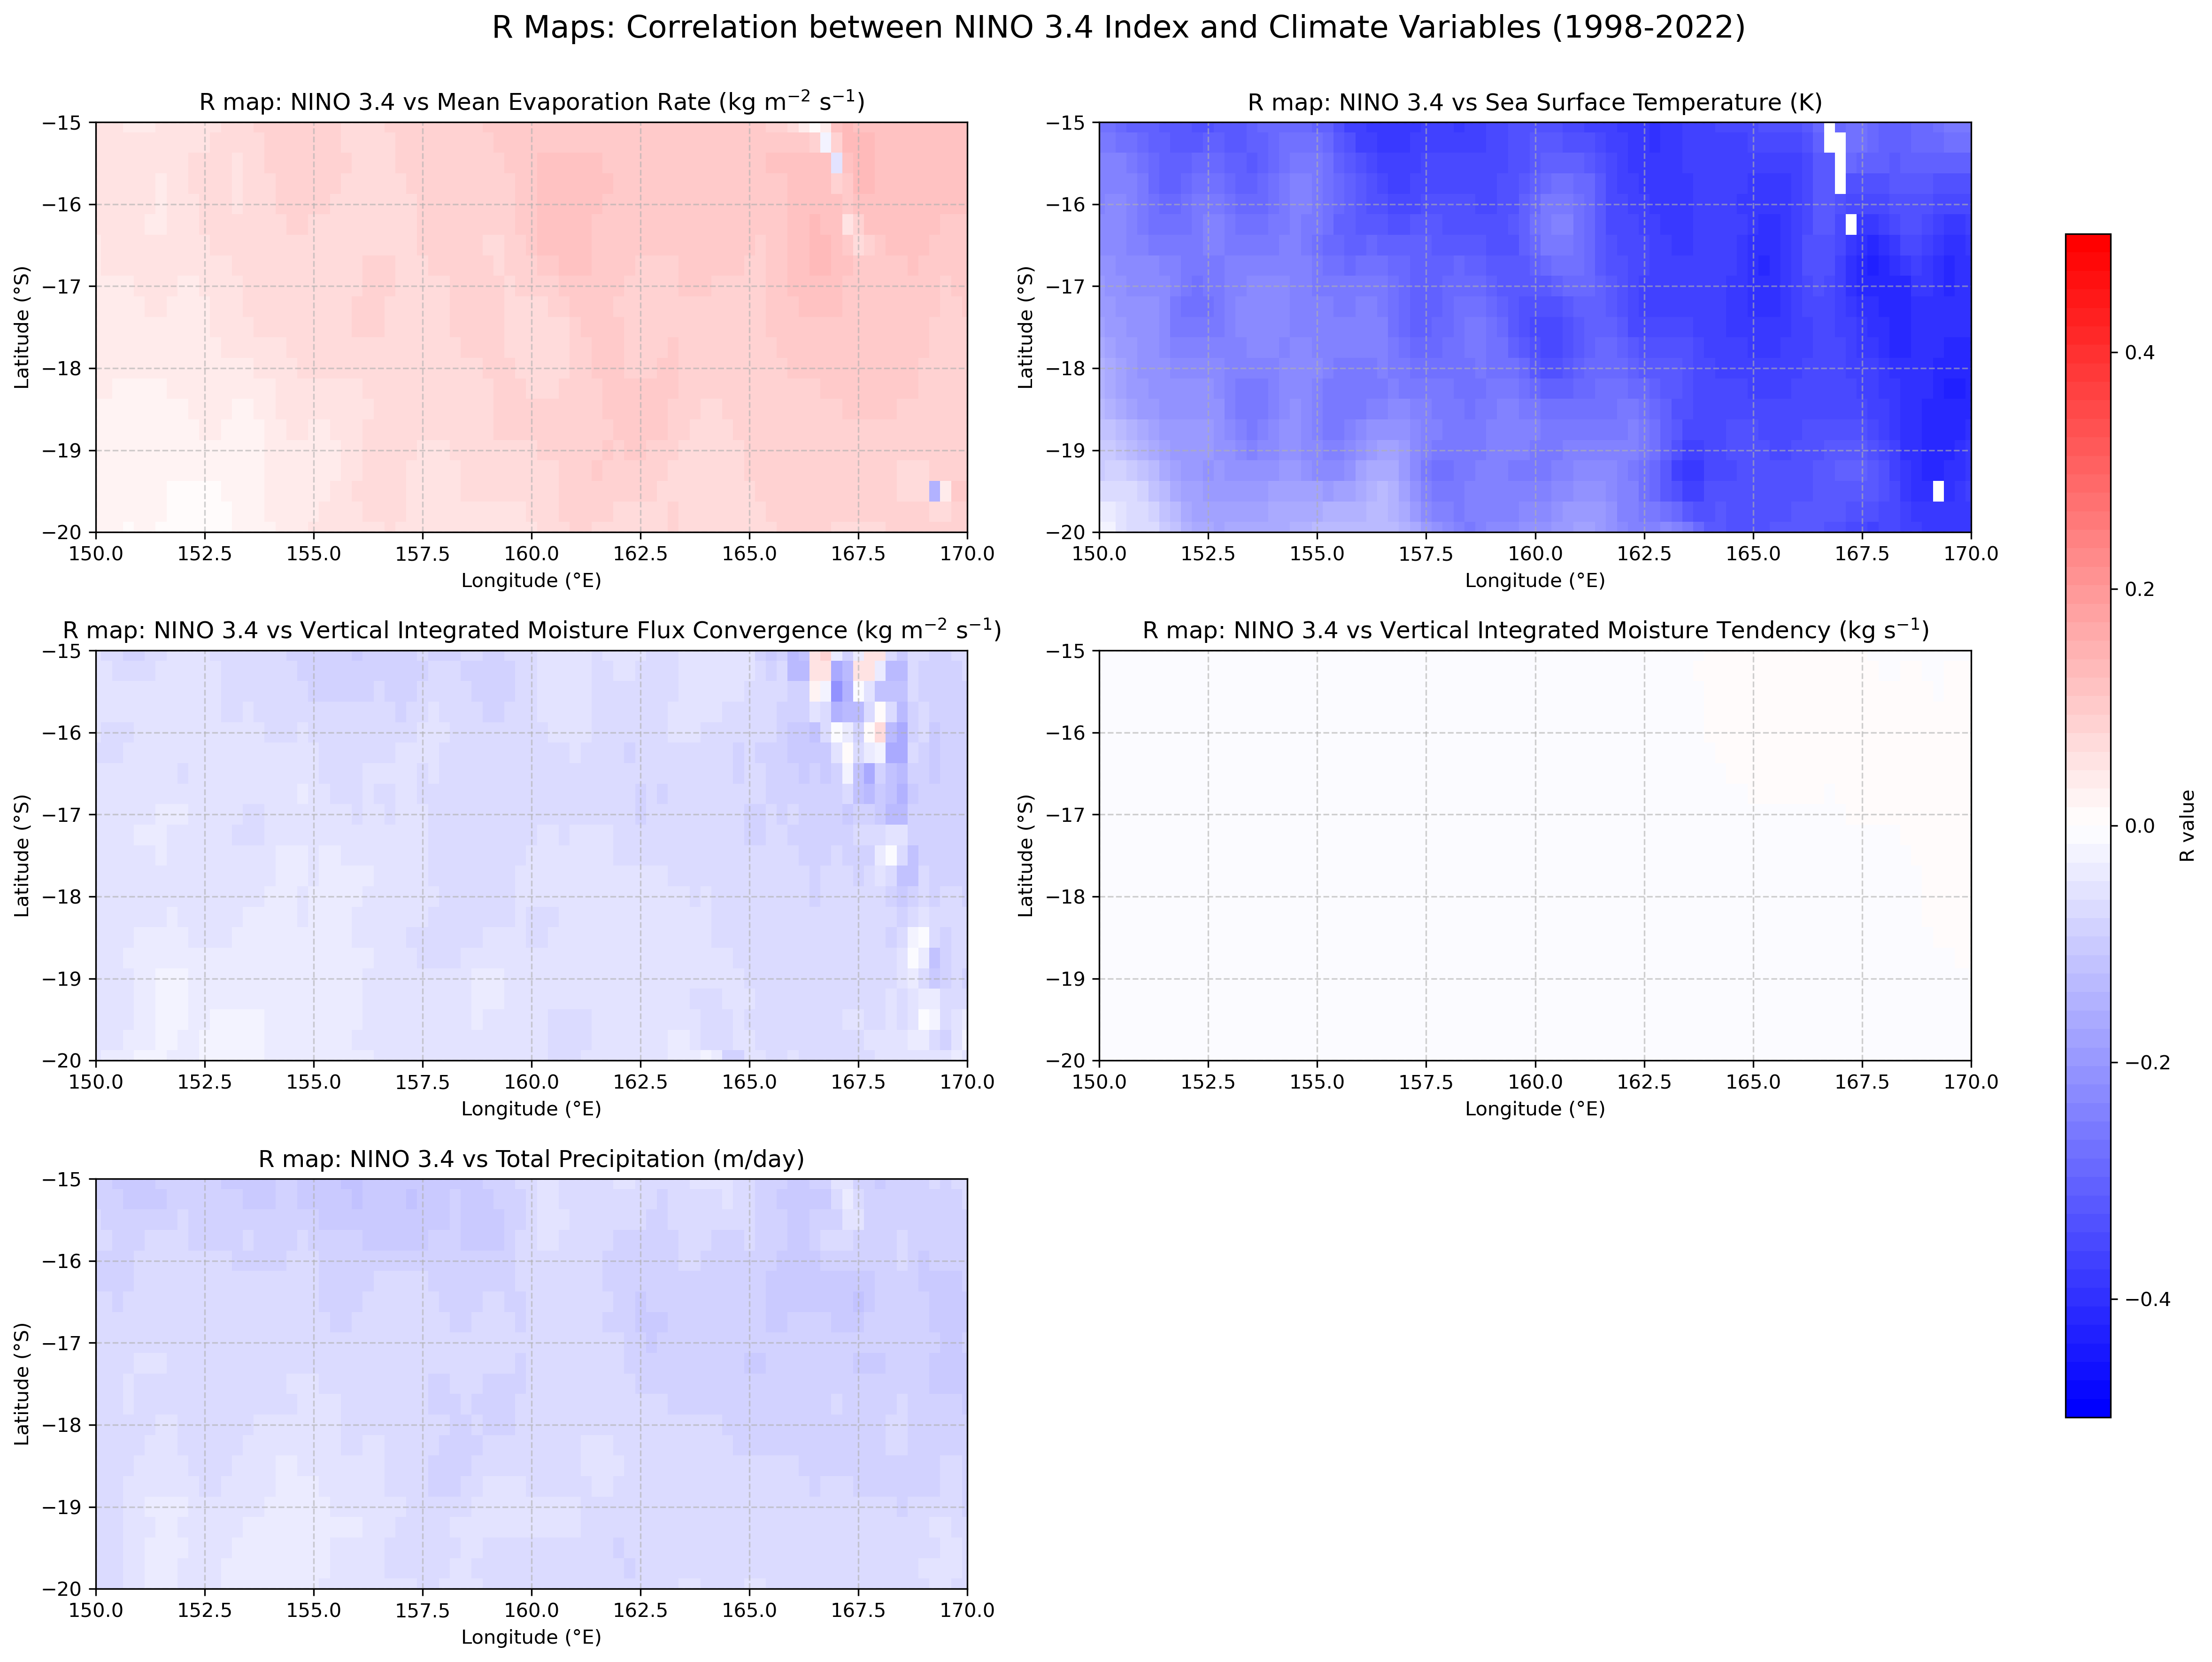 R Maps: Correlation between NINO 3.4 Index and Climate Variables (1998-2022)
R map: NINO 3.4 vs Mean Evaporation Rate (kg m⁻² s⁻¹)
−15
−16
−17
−18
−19
−20
Latitude (°S)
150.0 152.5 155.0 157.5 160.0 162.5 165.0 167.5 170.0
Longitude (°E)
R map: NINO 3.4 vs Sea Surface Temperature (K)
−15
−16
−17
−18
−19
−20
Latitude (°S)
150.0 152.5 155.0 157.5 160.0 162.5 165.0 167.5 170.0
Longitude (°E)
R map: NINO 3.4 vs Vertical Integrated Moisture Flux Convergence (kg m⁻² s⁻¹)
−15
−16
−17
−18
−19
−20
Latitude (°S)
150.0 152.5 155.0 157.5 160.0 162.5 165.0 167.5 170.0
Longitude (°E)
R map: NINO 3.4 vs Vertical Integrated Moisture Tendency (kg s⁻¹)
−15
−16
−17
−18
−19
−20
Latitude (°S)
150.0 152.5 155.0 157.5 160.0 162.5 165.0 167.5 170.0
Longitude (°E)
R map: NINO 3.4 vs Total Precipitation (m/day)
−15
−16
−17
−18
−19
−20
Latitude (°S)
150.0 152.5 155.0 157.5 160.0 162.5 165.0 167.5 170.0
Longitude (°E)
0.4
0.2
0.0
−0.2
−0.4
R value